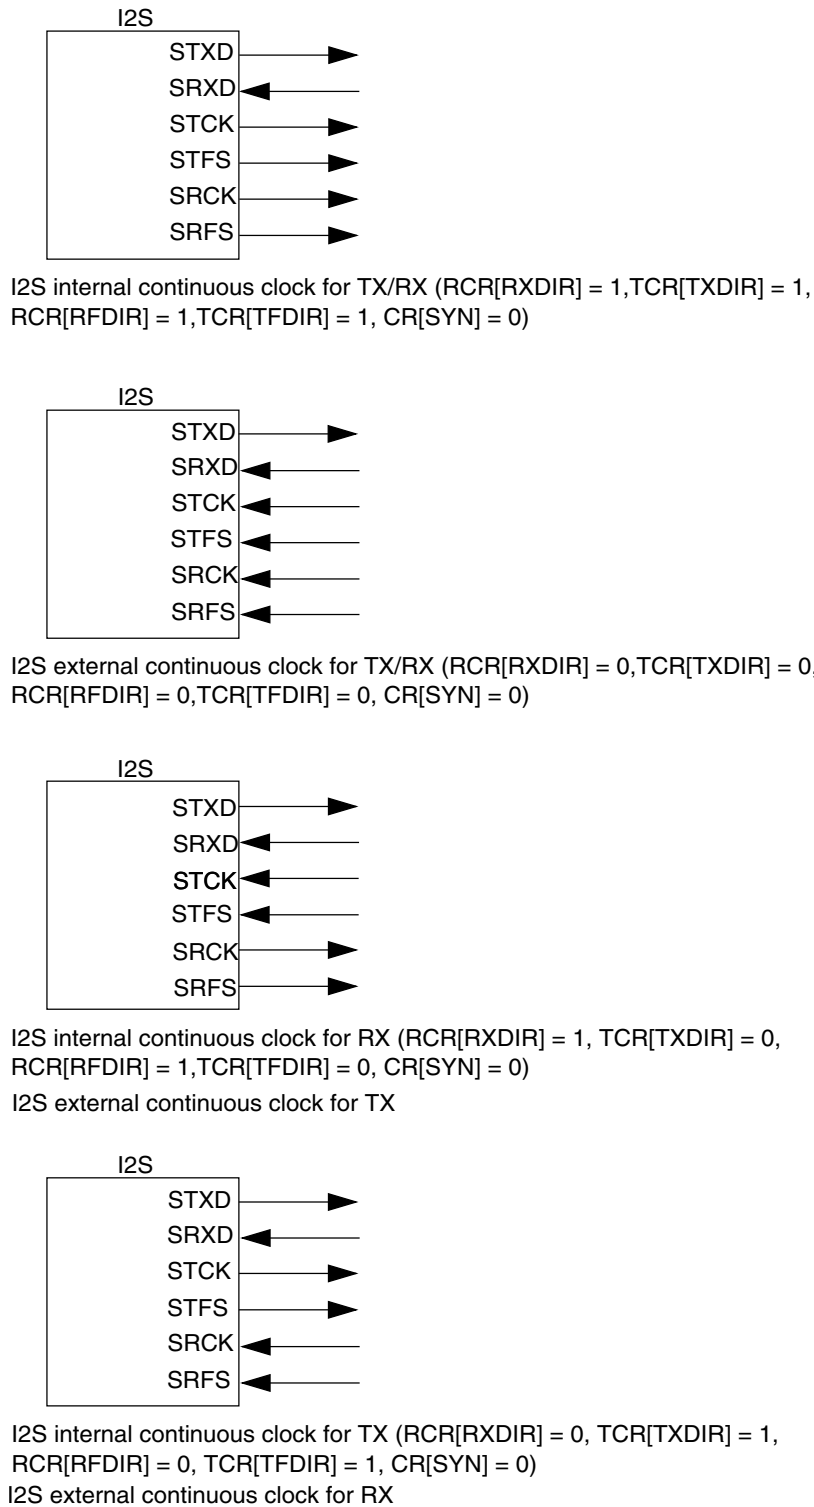 I2S
STXD
SRXD
STCK
STFS
SRCK
SRFS
I2S internal continuous clock for TX/RX (RCR[RXDIR] = 1,TCR[TXDIR] = 1,
RCR[RFDIR] = 1,TCR[TFDIR] = 1, CR[SYN] = 0)
I2S
STXD
SRXD
STCK
STFS
SRCK
SRFS
I2S external continuous clock for TX/RX (RCR[RXDIR] = 0,TCR[TXDIR] = 0,
RCR[RFDIR] = 0,TCR[TFDIR] = 0, CR[SYN] = 0)
I2S
STXD
SRXD
STCK
STFS
SRCK
SRFS
I2S internal continuous clock for RX (RCR[RXDIR] = 1, TCR[TXDIR] = 0,
RCR[RFDIR] = 1,TCR[TFDIR] = 0, CR[SYN] = 0)
I2S external continuous clock for TX
I2S
STXD
SRXD
STCK
STFS
SRCK
SRFS
I2S internal continuous clock for TX (RCR[RXDIR] = 0, TCR[TXDIR] = 1,
RCR[RFDIR] = 0, TCR[TFDIR] = 1, CR[SYN] = 0)
I2S external continuous clock for RX